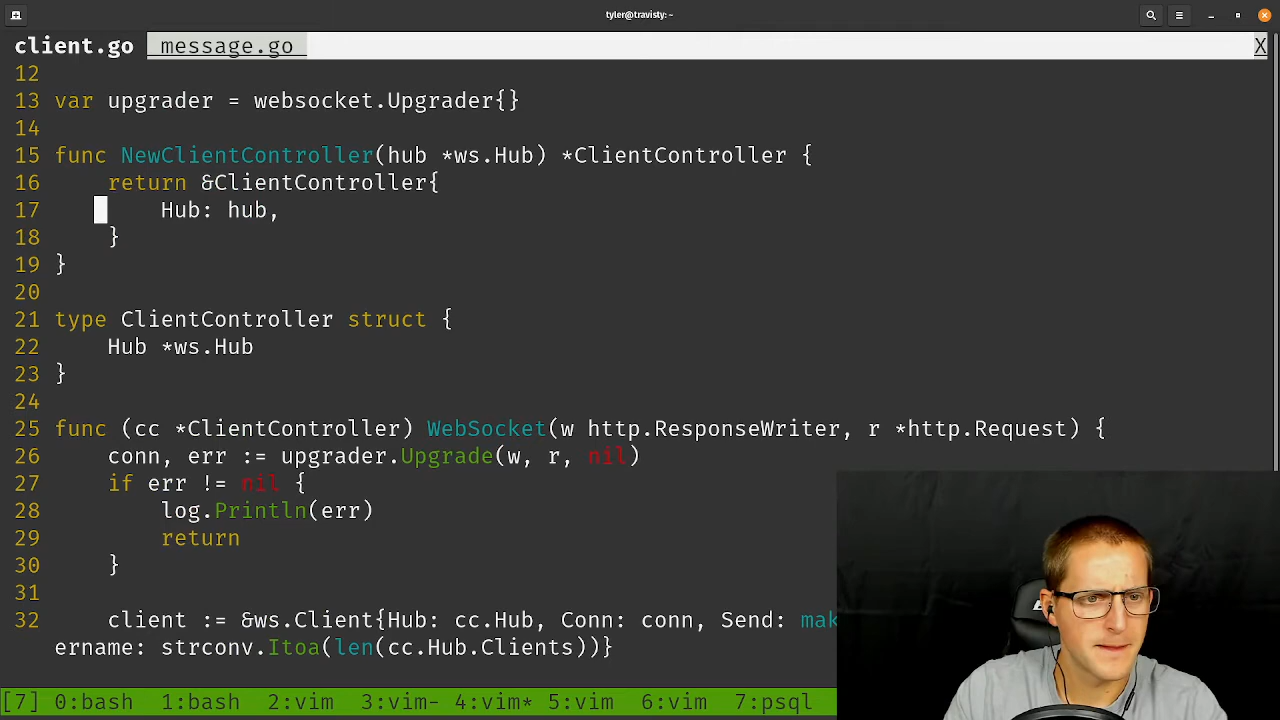 tyler@travisty: ~
client.go message.go X
12
13 var upgrader = websocket.Upgrader{}
14
15 func NewClientController(hub *ws.Hub) *ClientController {
16 return &ClientController{
17 Hub: hub,
18 }
19 }
20
21 type ClientController struct {
22 Hub *ws.Hub
23 }
24
25 func (cc *ClientController) WebSocket(w http.ResponseWriter, r *http.Request) {
26 conn, err := upgrader.Upgrade(w, r, nil)
27 if err != nil {
28 log.Println(err)
29 return
30 }
31
32 client := &ws.Client{Hub: cc.Hub, Conn: conn, Send: mak
ername: strconv.Itoa(len(cc.Hub.Clients))}
[7] 0:bash 1:bash 2:vim 3:vim- 4:vim* 5:vim 6:vim 7:psql